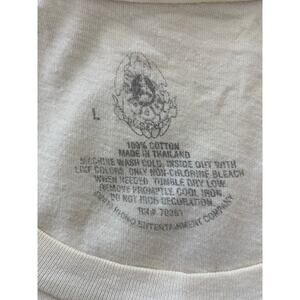 L
100% COTTON
MADE IN THAILAND
MACHINE WASH COLD, INSIDE OUT WITH
LIKE COLORS. ONLY NON-CHLORINE BLEACH
WHEN NEEDED. TUMBLE DRY LOW.
REMOVE PROMPTLY. COOL IRON.
DO NOT IRON DECORATION.
RN#
ENTERTAINMENT COMPANY